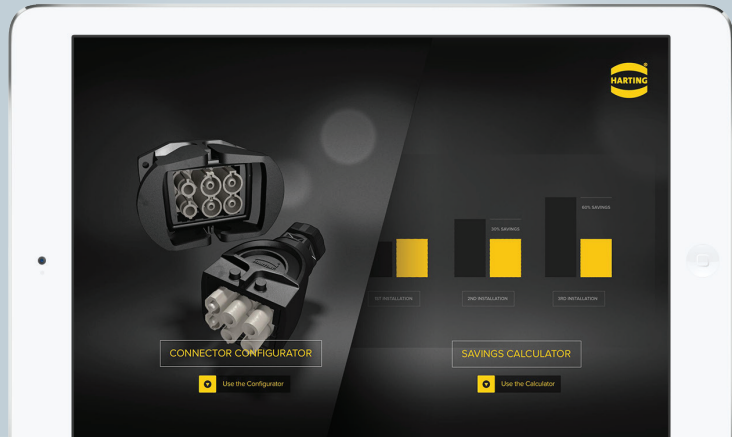 HARTING
60% SAVINGS
30% SAVINGS
1ST INSTALLATION
2ND INSTALLATION
3RD INSTALLATION
CONNECTOR CONFIGURATOR
SAVINGS CALCULATOR
Use the Configurator
Use the Calculator